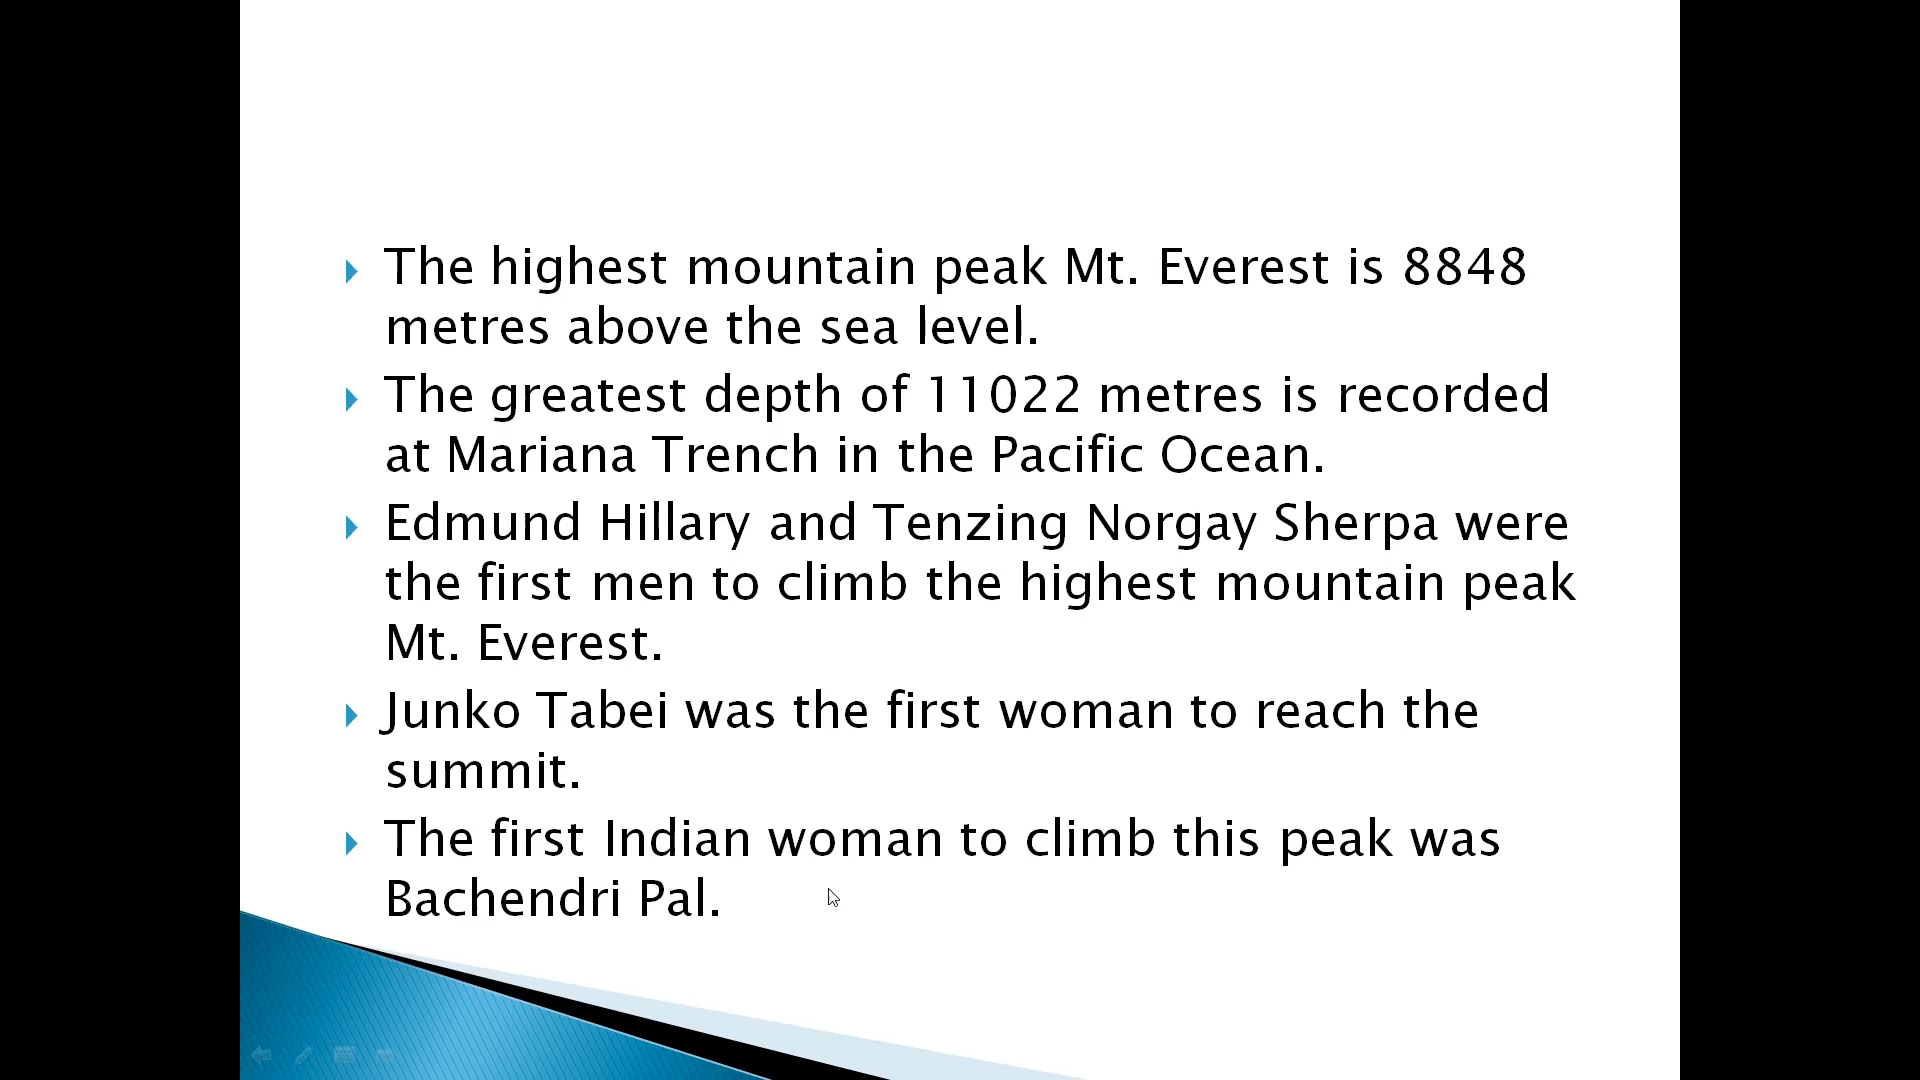 The highest mountain peak Mt. Everest is 8848
metres above the sea level.
The greatest depth of 11022 metres is recorded
at Mariana Trench in the Pacific Ocean.
Edmund Hillary and Tenzing Norgay Sherpa were
the first men to climb the highest mountain peak
Mt. Everest.
Junko Tabei was the first woman to reach the
summit.
The first Indian woman to climb this peak was
Bachendri Pal.